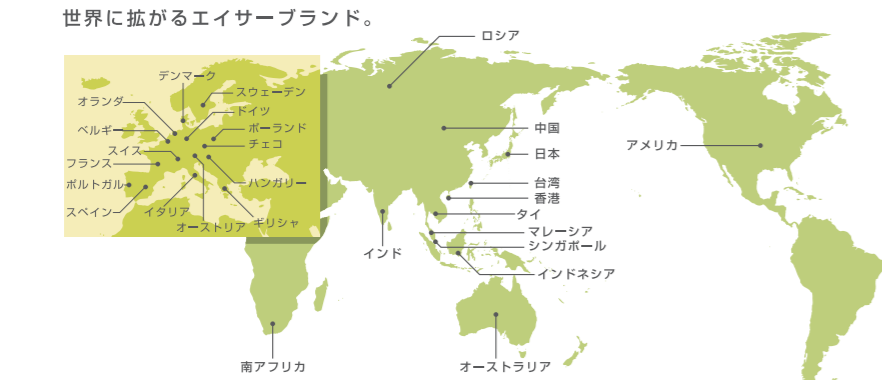 世界に拡がるエイサーブランド。
ロシア
デンマーク
スウェーデン
オランダ
ドイツ
ベルギー
ポーランド
中国
チェコ
アメリカ
スイス
日本
フランス
ポルトガル
ハンガリー
台湾
香港
スペイン
イタリア
タイ
ギリシャ
オーストリア
マレーシア
シンガポール
インド
インドネシア
南アフリカ
オーストラリア